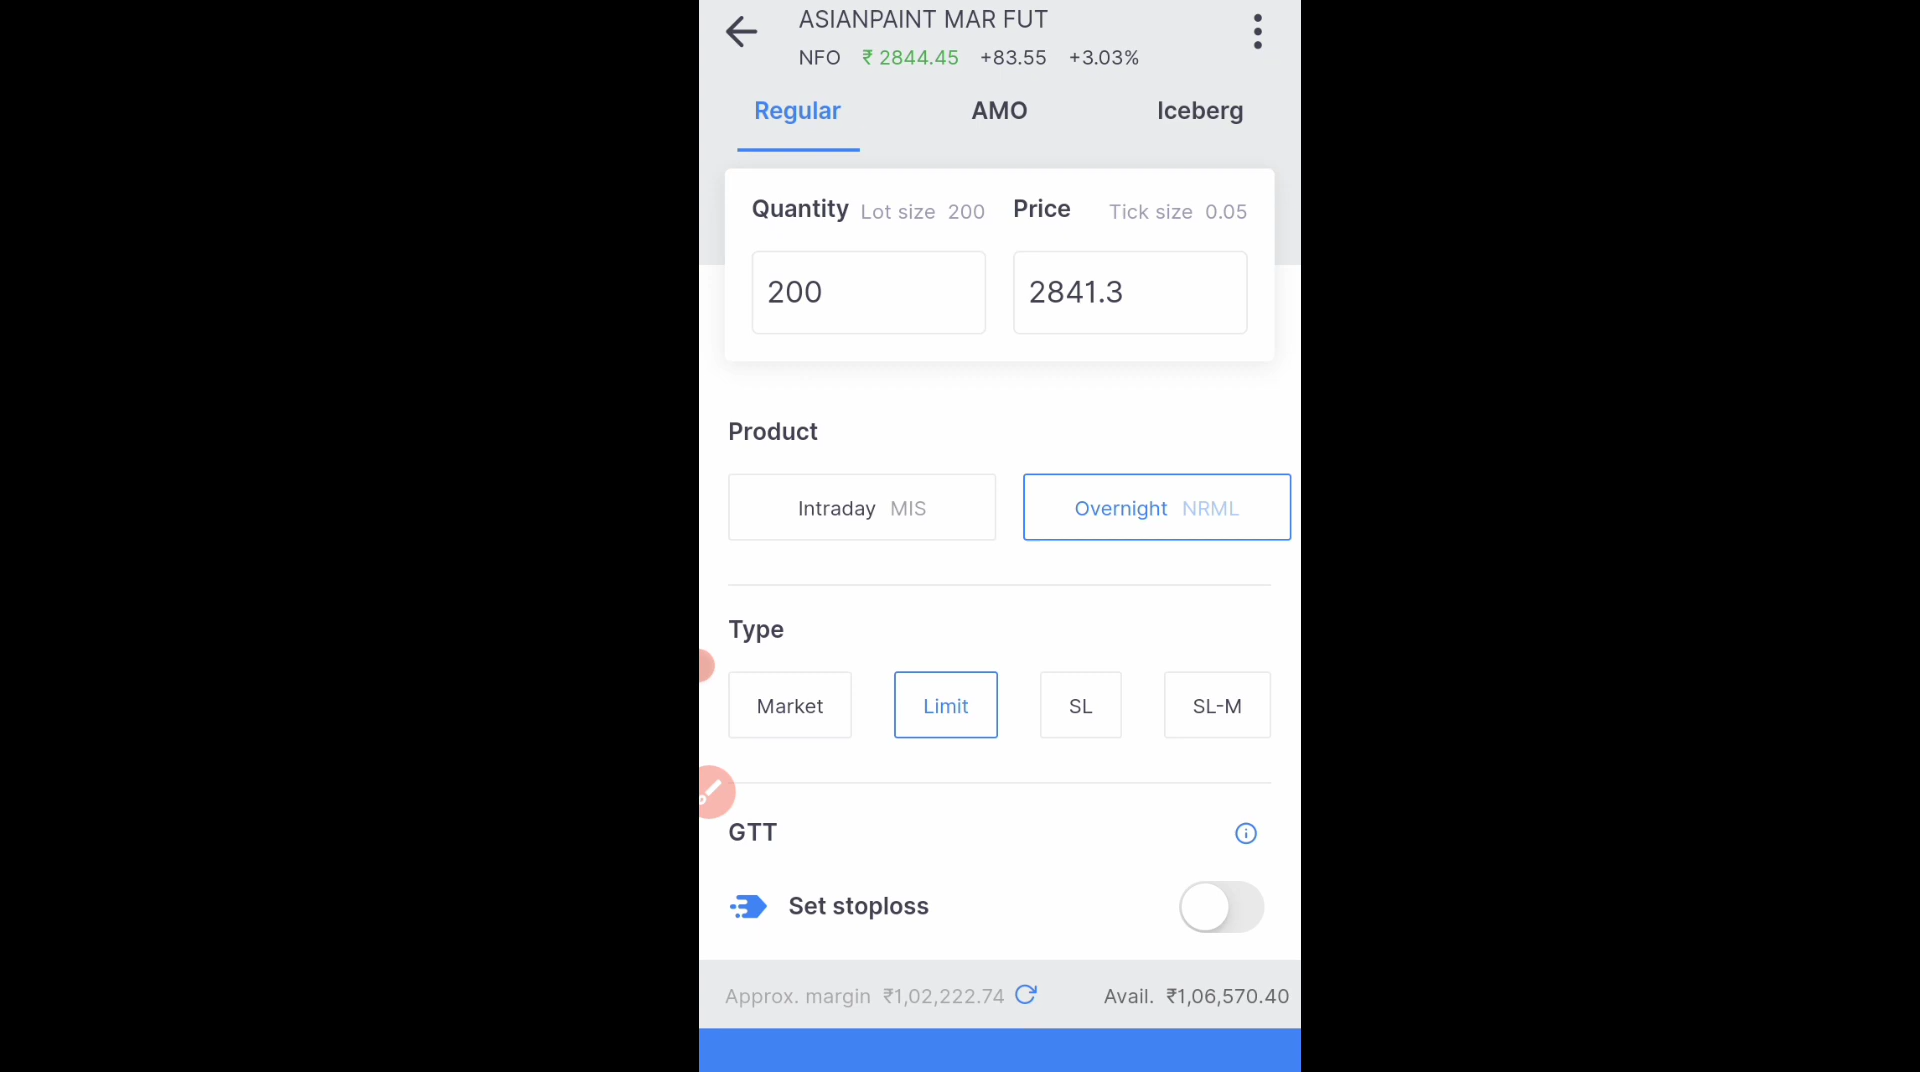 ASIANPAINT MAR FUT
NFO ₹ 2844.45 +83.55 +3.03%
Regular AMO Iceberg
Quantity Lot size 200 Price Tick size 0.05
200 2841.3
Product
Intraday MIS Overnight NRML
Type
Market Limit SL SL-M
GTT
Set stoploss
Approx. margin ₹1,02,222.74 Avail. ₹1,06,570.40